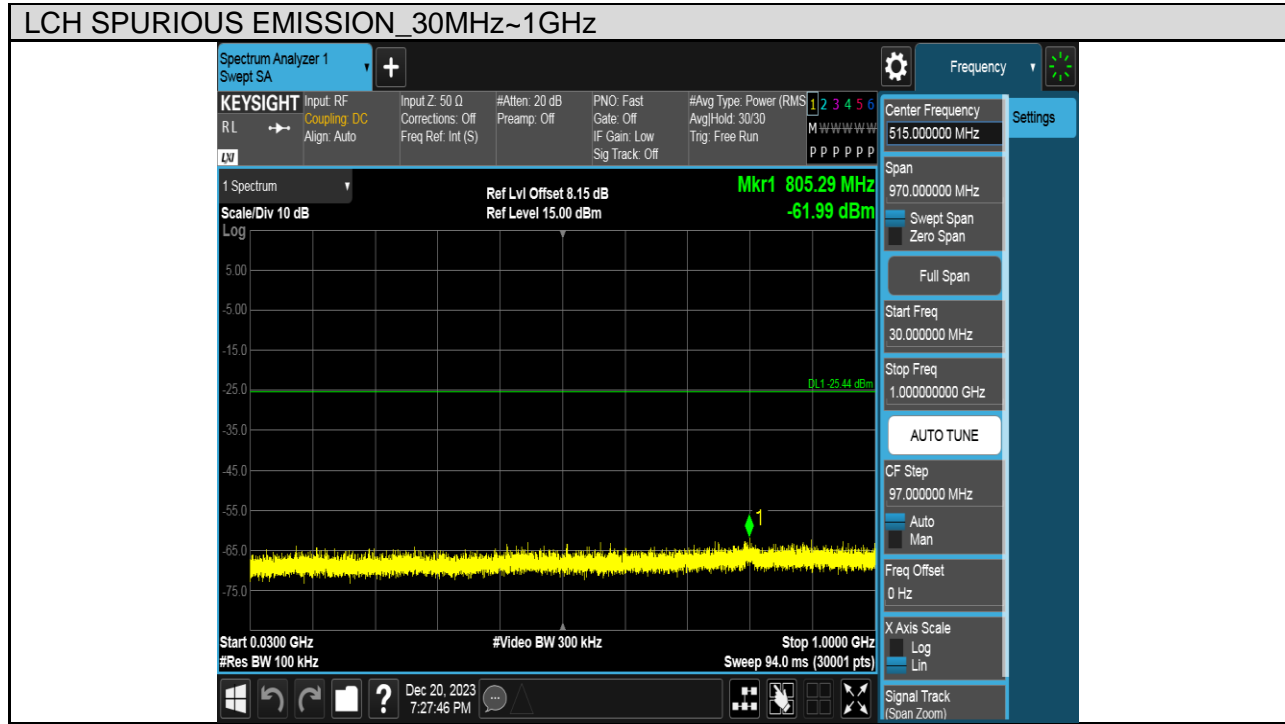 LCH SPURIOUS EMISSION_30MHz~1GHz
Spectrum Analyzer 1
Swept SA
+
Frequency
KEYSIGHT
RL
LXI
Input: RF
Coupling: DC
Align: Auto
Input Z: 50 Ω
Corrections: Off
Freq Ref: Int (S)
#Atten: 20 dB
Preamp: Off
PNO: Fast
Gate: Off
IF Gain: Low
Sig Track: Off
#Avg Type: Power (RMS
Avg|Hold: 30/30
Trig: Free Run
1 2 3 4 5 6
M W W W W W
P P P P P P
1 Spectrum
Scale/Div 10 dB
Log
Ref Lvl Offset 8.15 dB
Ref Level 15.00 dBm
Mkr1 805.29 MHz
-61.99 dBm
5.00
-5.00
-15.0
-25.0
DL1 -25.44 dBm
-35.0
-45.0
-55.0
1
-65.0
-75.0
Start 0.0300 GHz
#Res BW 100 kHz
#Video BW 300 kHz
Stop 1.0000 GHz
Sweep 94.0 ms (30001 pts)
?
Dec 20, 2023
7:27:46 PM
Center Frequency
515.000000 MHz
Settings
Span
970.000000 MHz
Swept Span
Zero Span
Full Span
Start Freq
30.000000 MHz
Stop Freq
1.000000000 GHz
AUTO TUNE
CF Step
97.000000 MHz
Auto
Man
Freq Offset
0 Hz
X Axis Scale
Log
Lin
Signal Track
(Span Zoom)